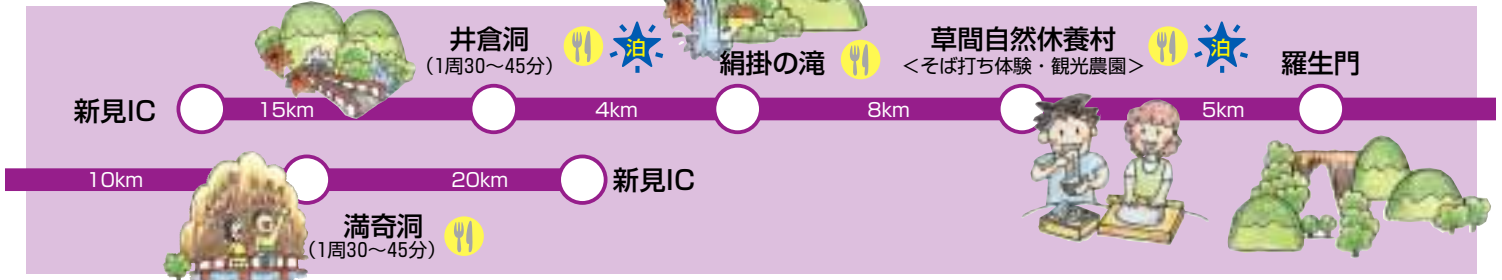 新見IC
15km
井倉洞
(1周30～45分)
泊
4km
絹掛の滝
8km
草間自然休養村
＜そば打ち体験・観光農園＞
泊
5km
羅生門
10km
満奇洞
(1周30～45分)
20km
新見IC